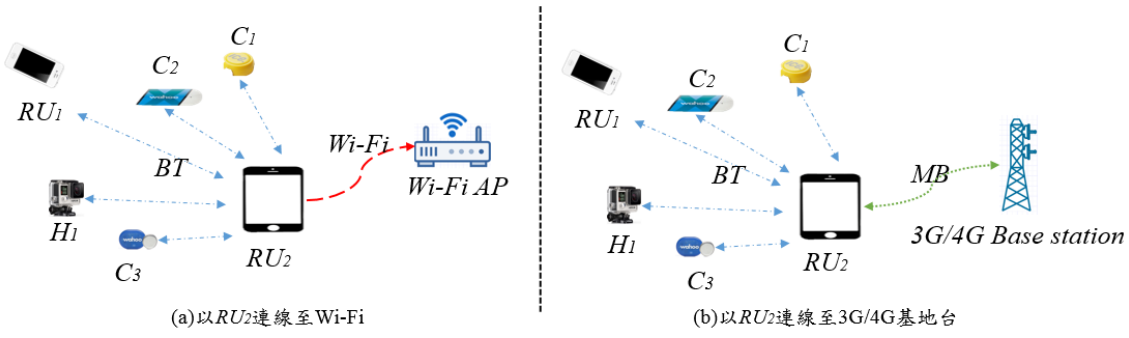 C1
C2
RU1
Wi-Fi
BT
Wi-Fi AP
H1
wahoo
C3
RU2
(a)以RU2連線至Wi-Fi
C1
C2
RU1
BT
MB
H1
wahoo
C3
RU2
3G/4G Base station
(b)以RU2連線至3G/4G基地台